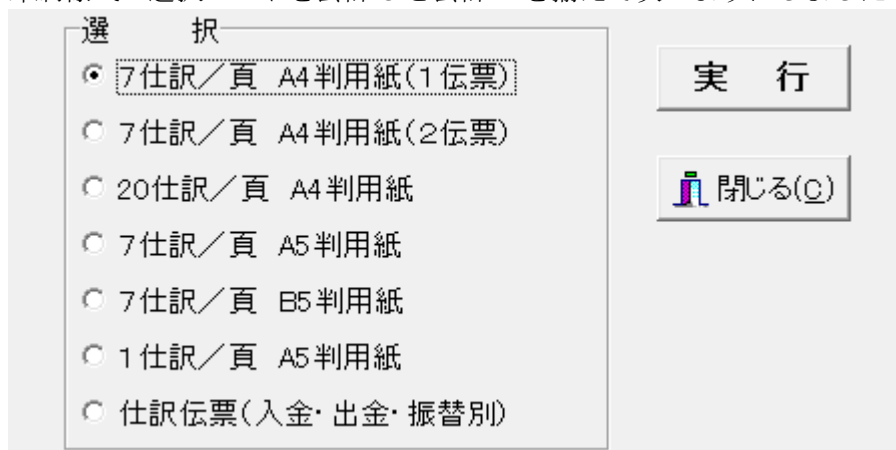 選　　択
7仕訳／頁 A4判用紙(1伝票)
実　行
7仕訳／頁 A4判用紙(2伝票)
20仕訳／頁 A4判用紙
閉じる(C)
7仕訳／頁 A5判用紙
7仕訳／頁 B5判用紙
1仕訳／頁 A5判用紙
仕訳伝票(入金･出金･振替別)